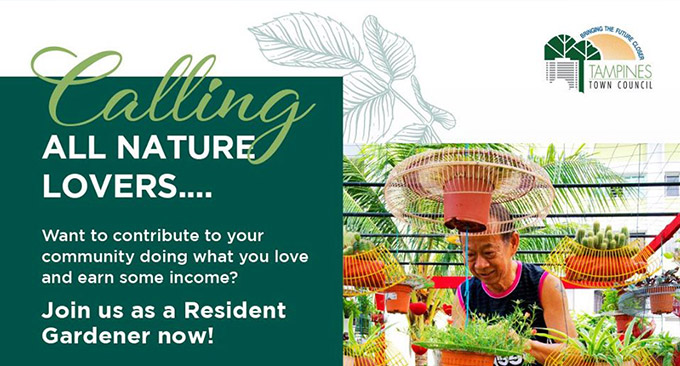 Calling
ALL NATURE
LOVERS....
Want to contribute to your
community doing what you love
and earn some income?
Join us as a Resident
Gardener now!
BRINGING THE FUTURE CLOSER
TAMPINES
TOWN COUNCIL